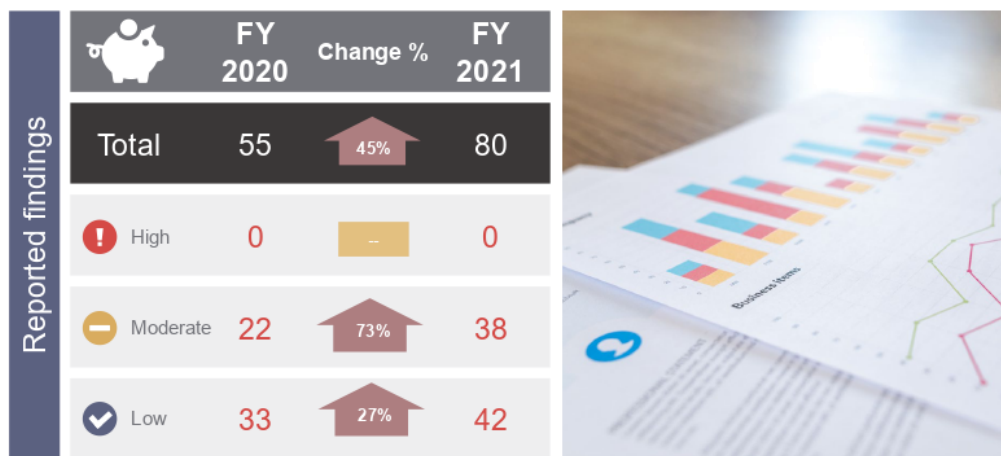 Reported findings
FY 2020
Change %
FY 2021
Total 55 45% 80
High 0 -- 0
Moderate 22 73% 38
Low 33 27% 42
Business items